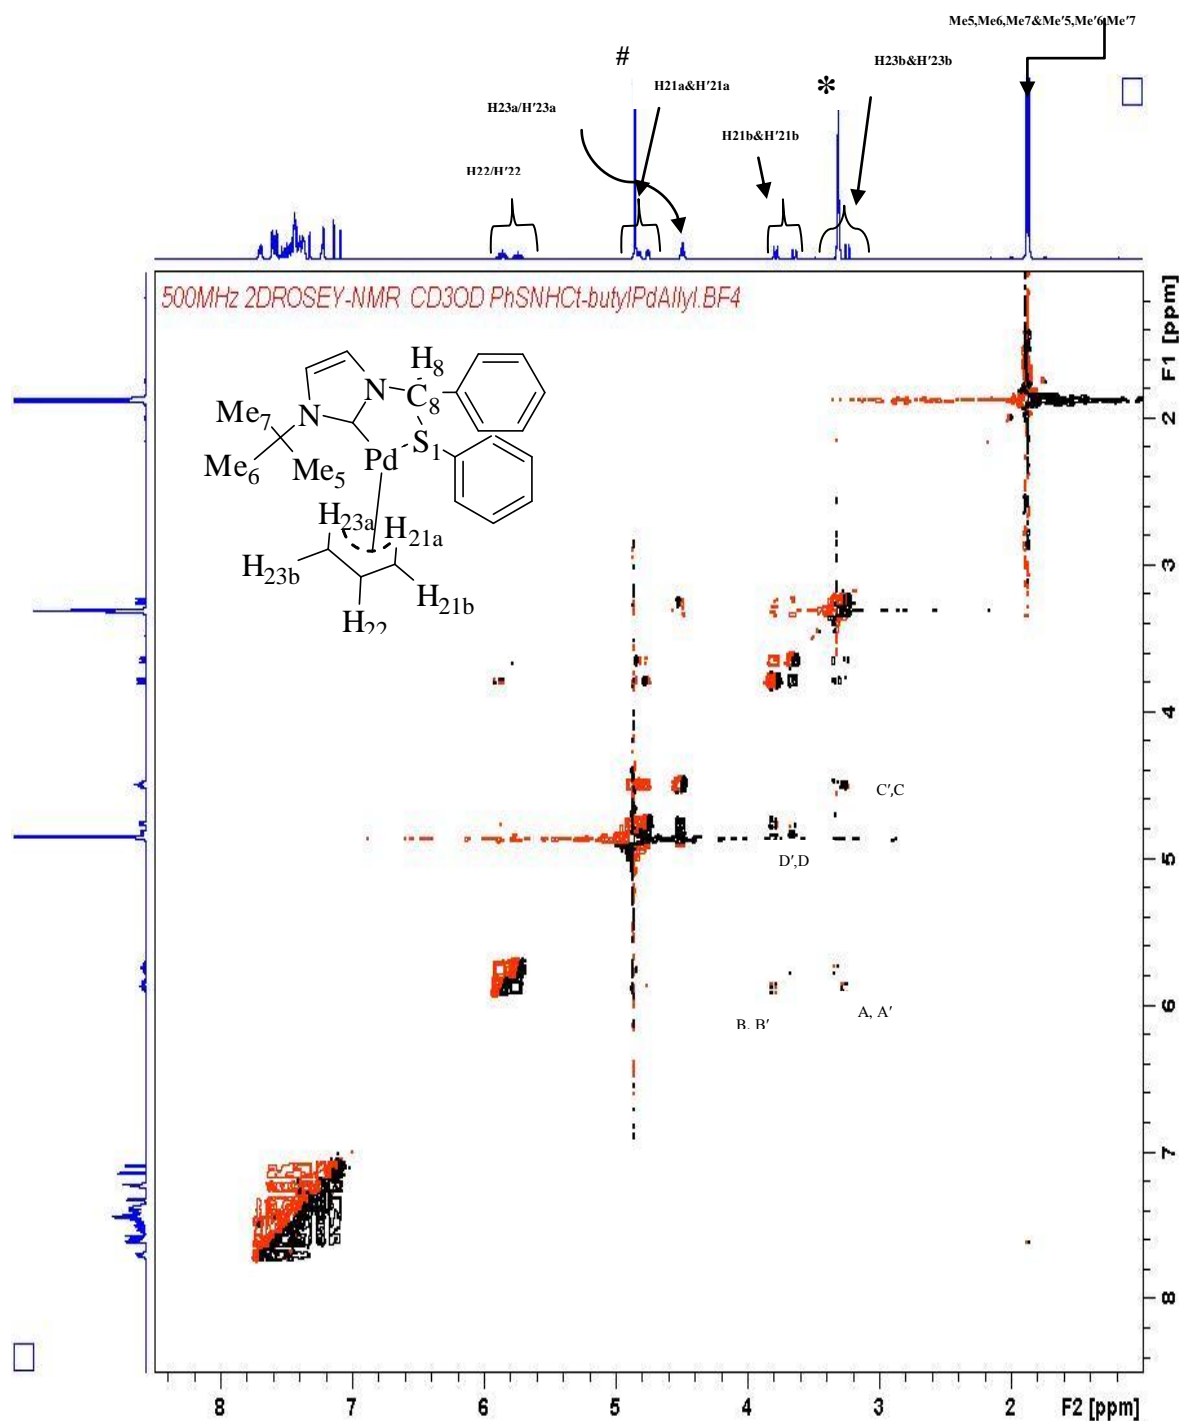 Me5,Me6,Me7&Me'5,Me'6,Me'7
#
H23b&H'23b
H21a&H'21a
*
H23a/H'23a
H21b&H'21b
H22/H'22
500MHz 2DROSEY-NMR CD3OD PhSNHCt-butylPdAllyl.BF4
H8
N
C8
Me7
N
S1
Pd
Me6
Me5
H23a
H21a
H23b
H21b
H22
C',C
D',D
B, B'
A, A'
F1 [ppm]
2
3
4
5
6
7
8
8
7
6
5
4
3
2
F2 [ppm]